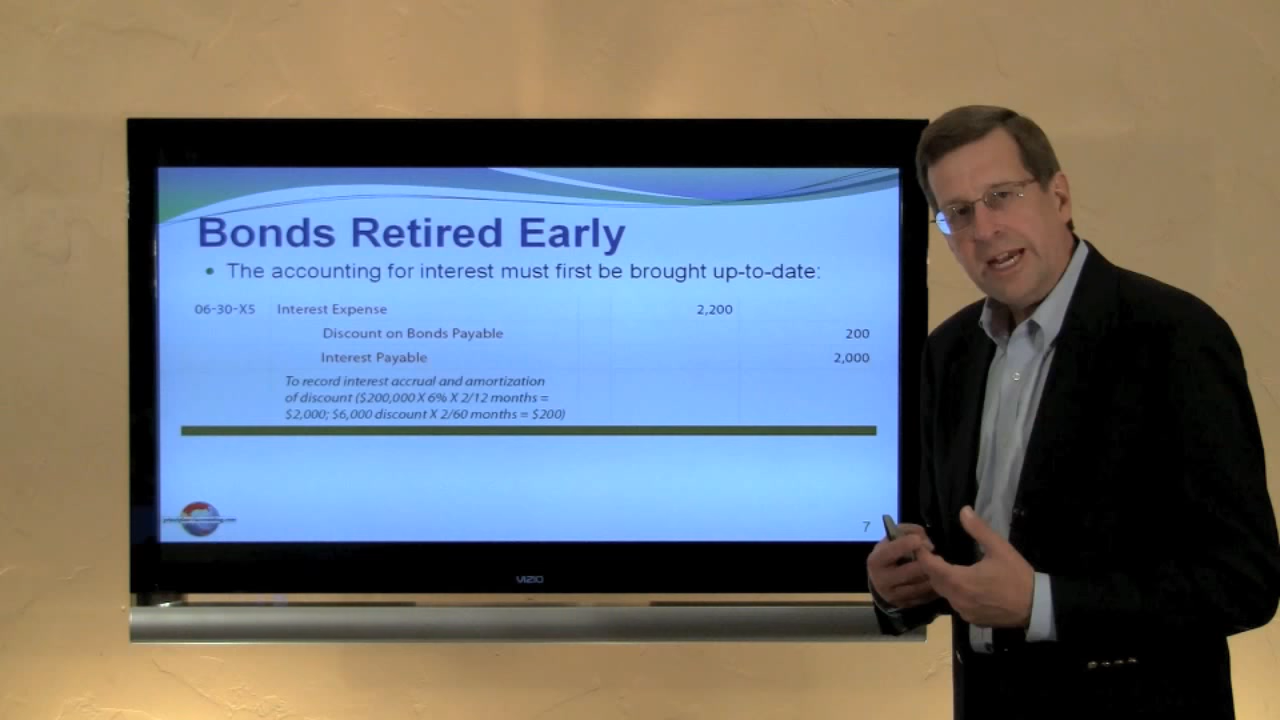 Bonds Retired Early
• The accounting for interest must first be brought up-to-date:
06-30-X5 Interest Expense 2,200
Discount on Bonds Payable 200
Interest Payable 2,000
To record interest accrual and amortization
of discount ($200,000 X 6% X 2/12 months =
$2,000; $6,000 discount X 2/60 months = $200)
7
VIZIO